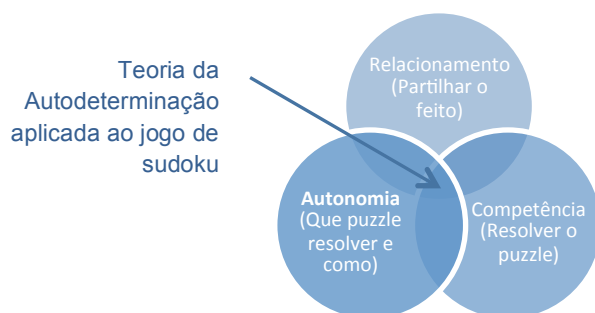 Teoria da
Autodeterminação
aplicada ao jogo de
sudoku
Relacionamento
(Partilhar o
feito)
Autonomia
(Que puzzle
resolver e
como)
Competência
(Resolver o
puzzle)